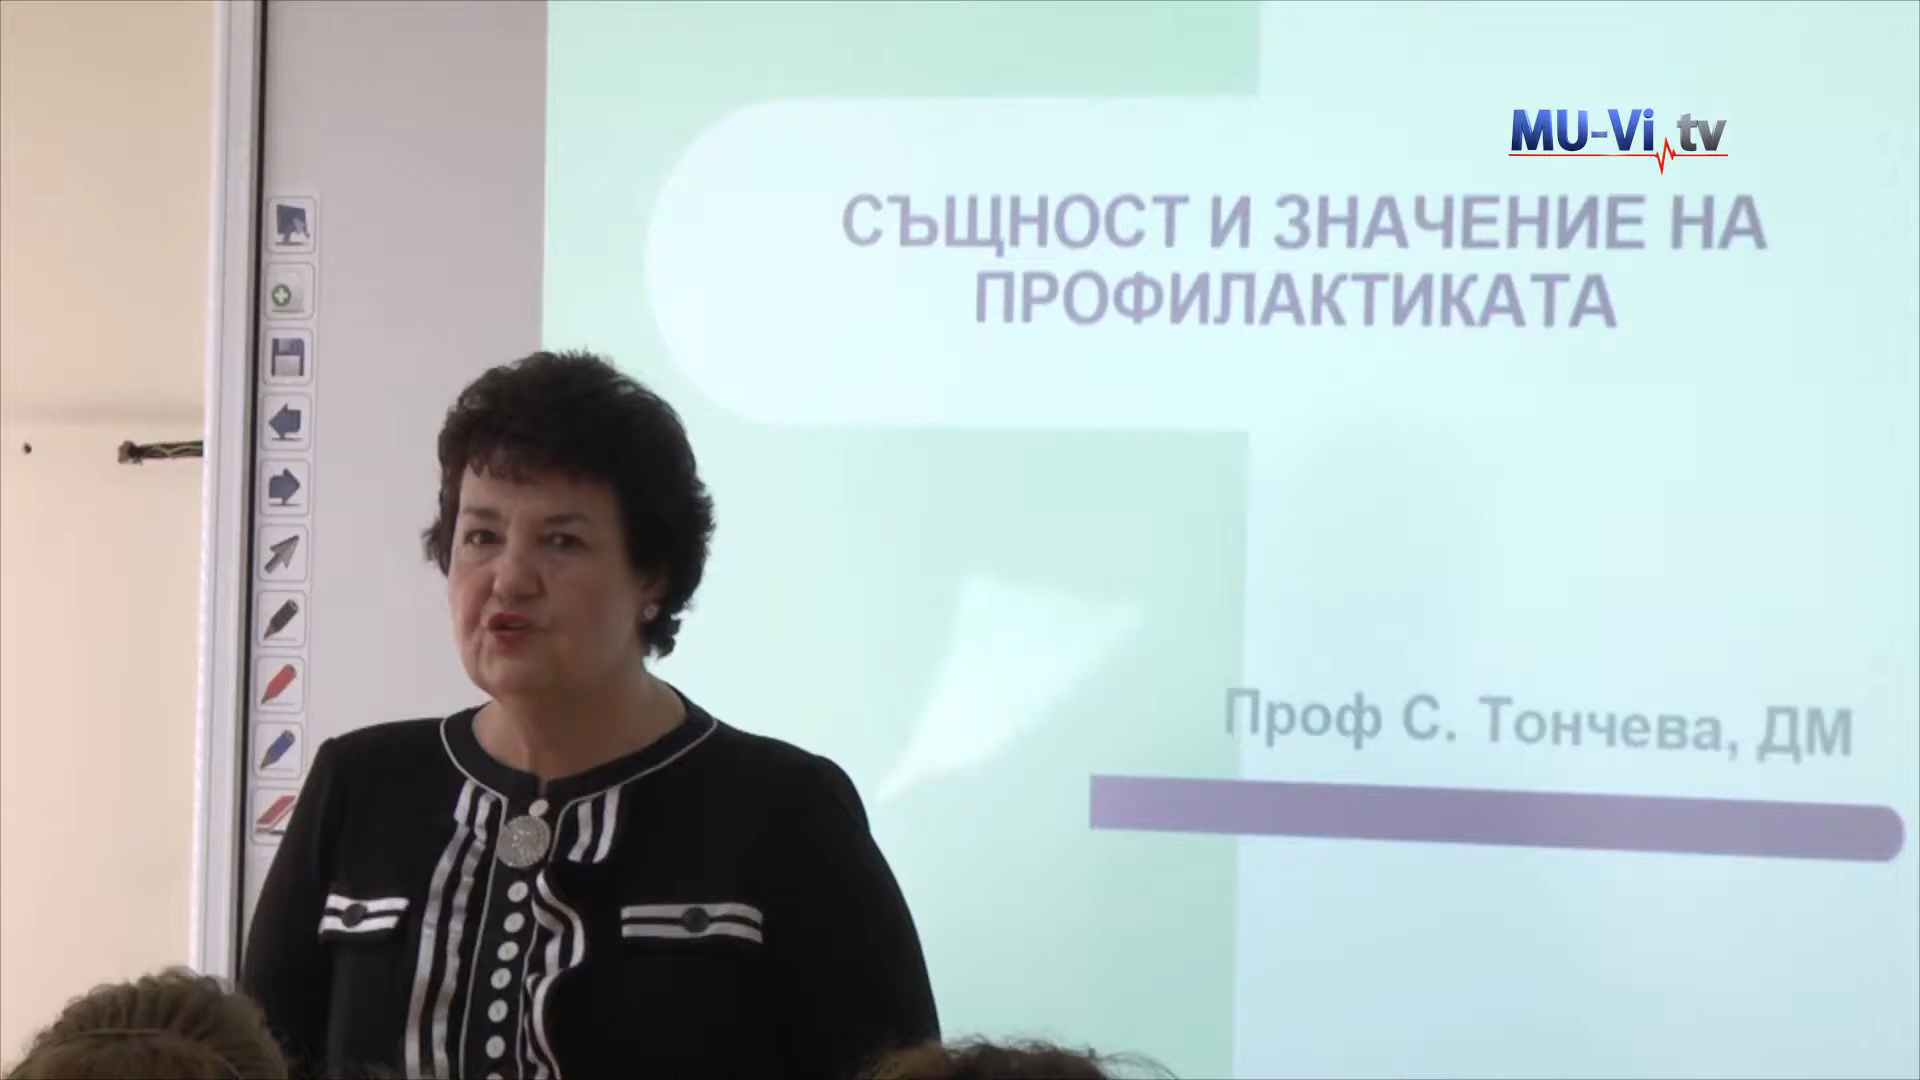 MU-Vi.tv
СЪЩНОСТ И ЗНАЧЕНИЕ НА
ПРОФИЛАКТИКАТА
Проф С. Тончева, ДМ